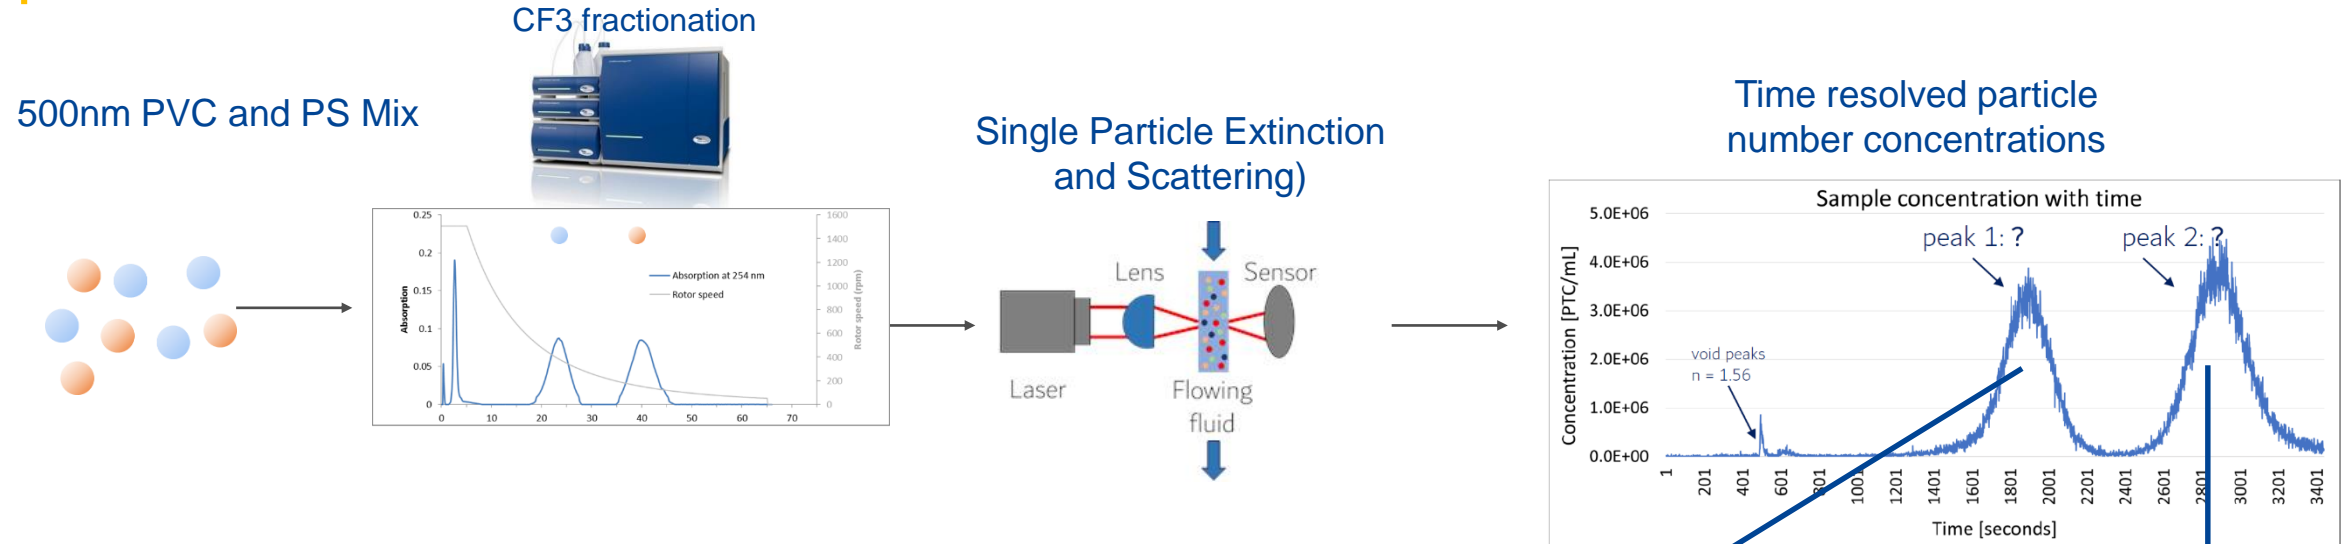 CF3 fractionation
500nm PVC and PS Mix
Single Particle Extinction
and Scattering)
Time resolved particle
number concentrations
0.25
0.2
0.15
0.1
0.05
0
Absorption
0
10
20
30
40
50
60
70
1600
1400
1200
1000
800
600
400
200
0
Rotor speed (rpm)
Absorption at 254 nm
Rotor speed
Lens
Sensor
Laser
Flowing
fluid
Sample concentration with time
5.0E+06
4.0E+06
3.0E+06
2.0E+06
1.0E+06
0.0E+00
Concentration [PTC/mL]
peak 1: ?
peak 2: ?
void peaks
n = 1.56
1
201
401
601
801
1001
1201
1401
1601
1801
2001
2201
2401
2601
2801
3001
3201
3401
Time [seconds]